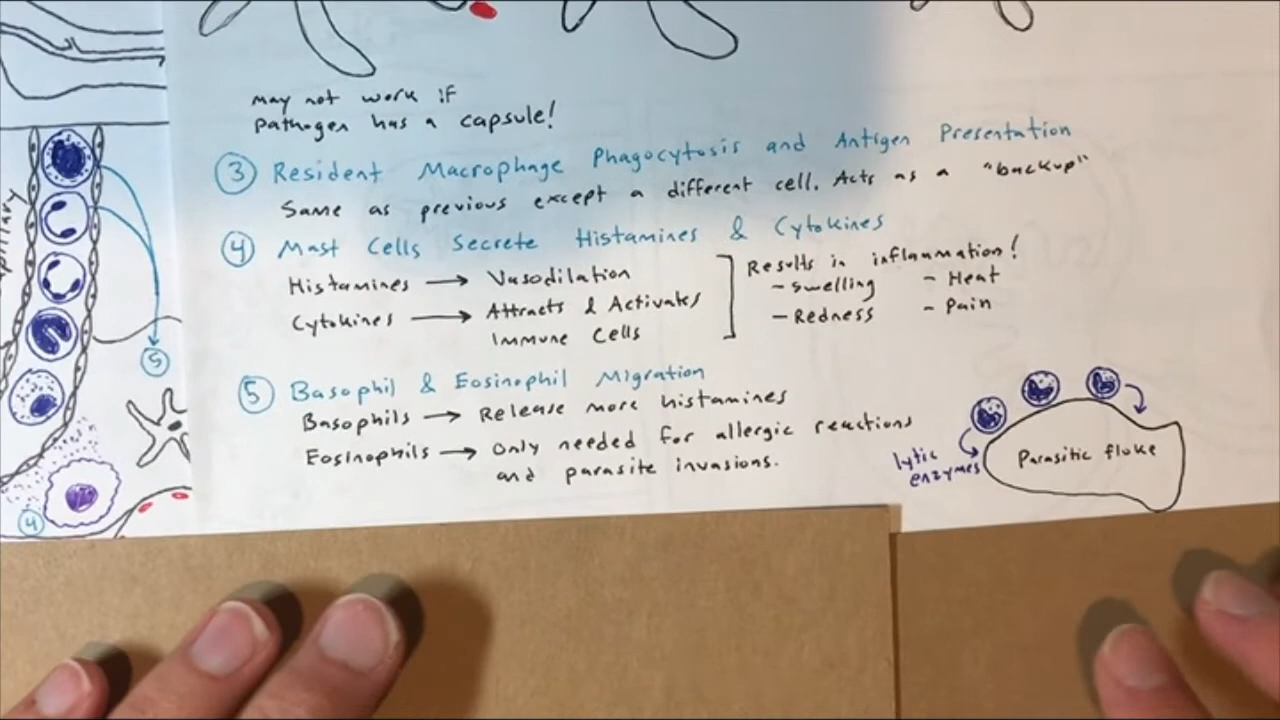 may not work if
pathogen has a capsule!
3 Resident Macrophage Phagocytosis and Antigen Presentation
Same as previous except a different cell. Acts as a "backup"
4 Mast Cells Secrete Histamines & Cytokines
Histamines → Vasodilation
Cytokines → Attracts & Activates
Immune Cells
Results in inflammation!
- Swelling - Heat
- Redness - Pain
5 Basophil & Eosinophil Migration
Basophils → Release more histamines
Eosinophils → Only needed for allergic reactions
and parasite invasions.
lytic
enzymes
Parasitic fluke
5
4